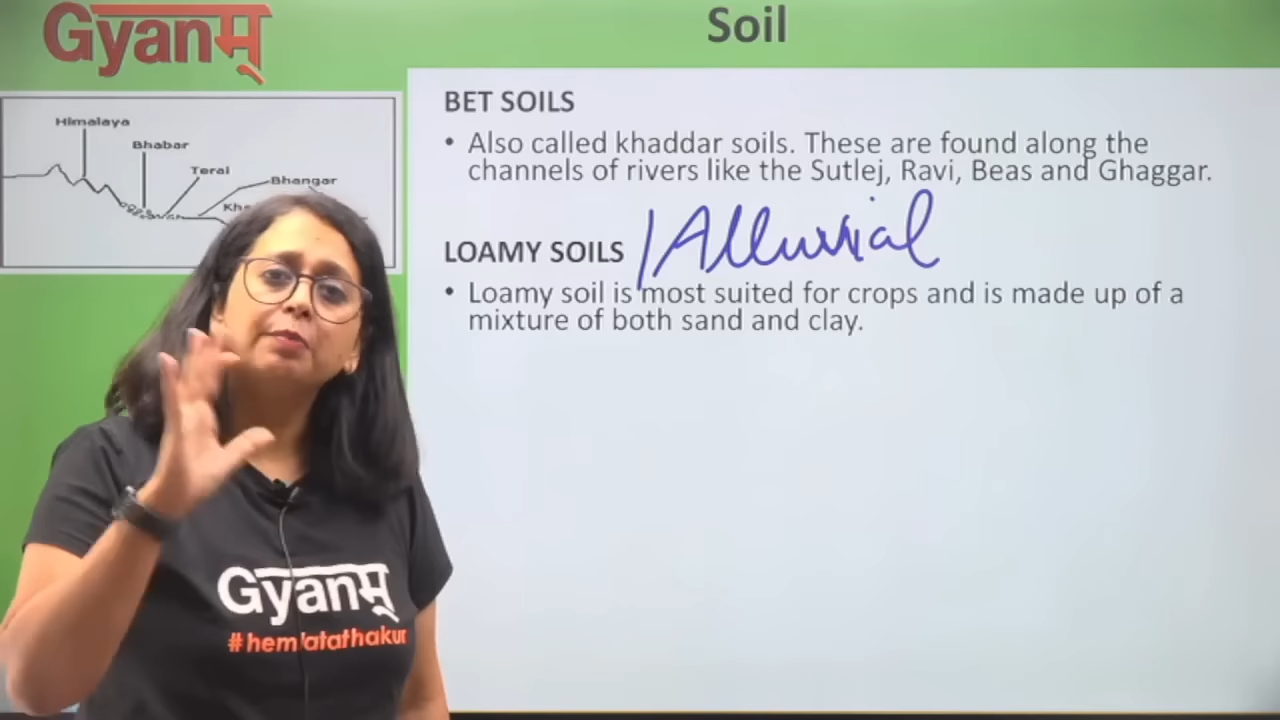 Gyanम्
Soil
Himalaya
Bhabar
Terai
Bhangar
BET SOILS
• Also called khaddar soils. These are found along the
channels of rivers like the Sutlej, Ravi, Beas and Ghaggar.
LOAMY SOILS /Alluvial
• Loamy soil is most suited for crops and is made up of a
mixture of both sand and clay.
Gyanम्
#hemlatathakur